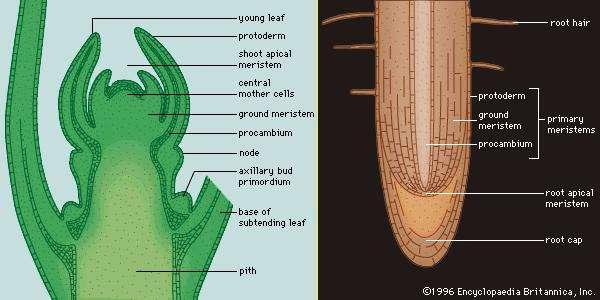 young leaf
protoderm
shoot apical
meristem
central
mother cells
ground meristem
procambium
node
axillary bud
primordium
base of
subtending leaf
pith
root hair
protoderm
ground
meristem
procambium
primary
meristems
root apical
meristem
root cap
©1996 Encyclopaedia Britannica, Inc.